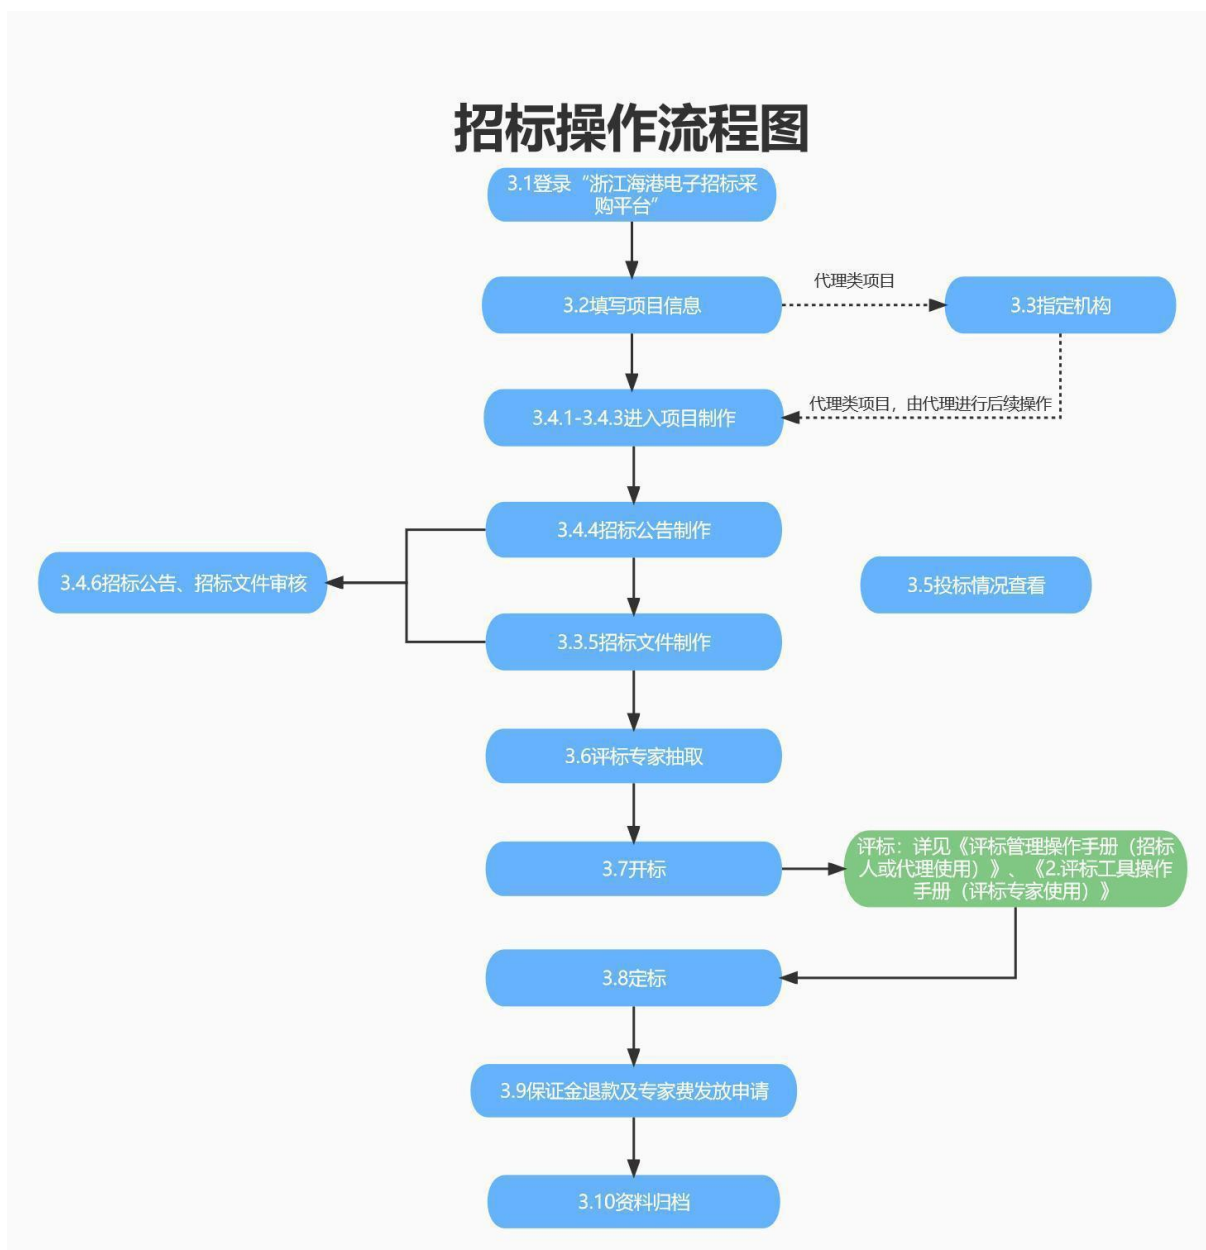 招标操作流程图
3.1登录“浙江海港电子招标采
购平台”
代理类项目
3.2填写项目信息
3.3指定机构
代理类项目，由代理进行后续操作
3.4.1-3.4.3进入项目制作
3.4.4招标公告制作
3.4.6招标公告、招标文件审核
3.5投标情况查看
3.3.5招标文件制作
3.6评标专家抽取
3.7开标
评标：详见《评标管理操作手册（招标
人或代理使用）》、《2.评标工具操作
手册（评标专家使用）》
3.8定标
3.9保证金退款及专家费发放申请
3.10资料归档